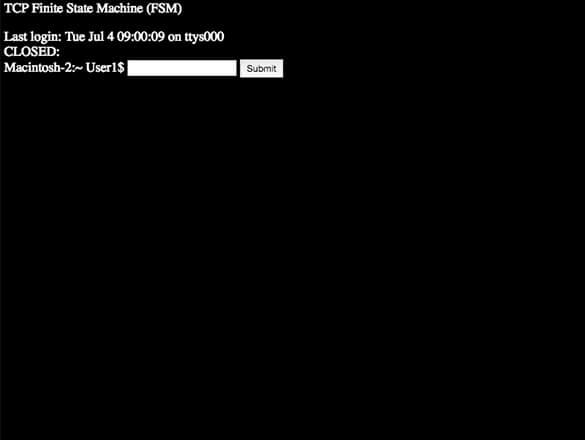 TCP Finite State Machine (FSM)
Last login: Tue Jul 4 09:00:09 on ttys000
CLOSED:
Macintosh-2:~ User1$ Submit